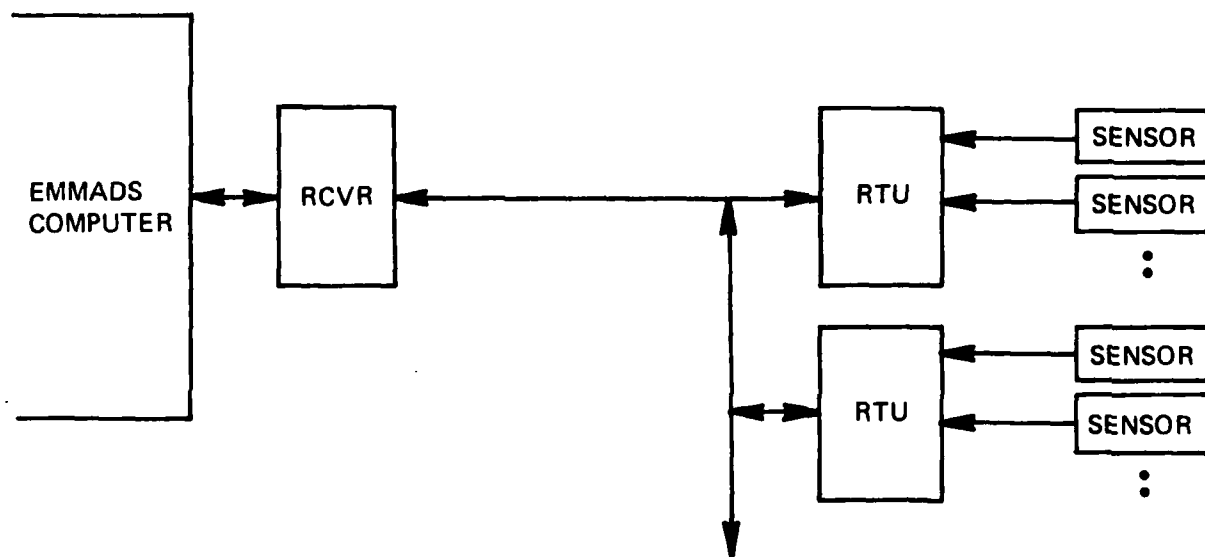 EMMADS
COMPUTER
RCVR
RTU
SENSOR
SENSOR
RTU
SENSOR
SENSOR